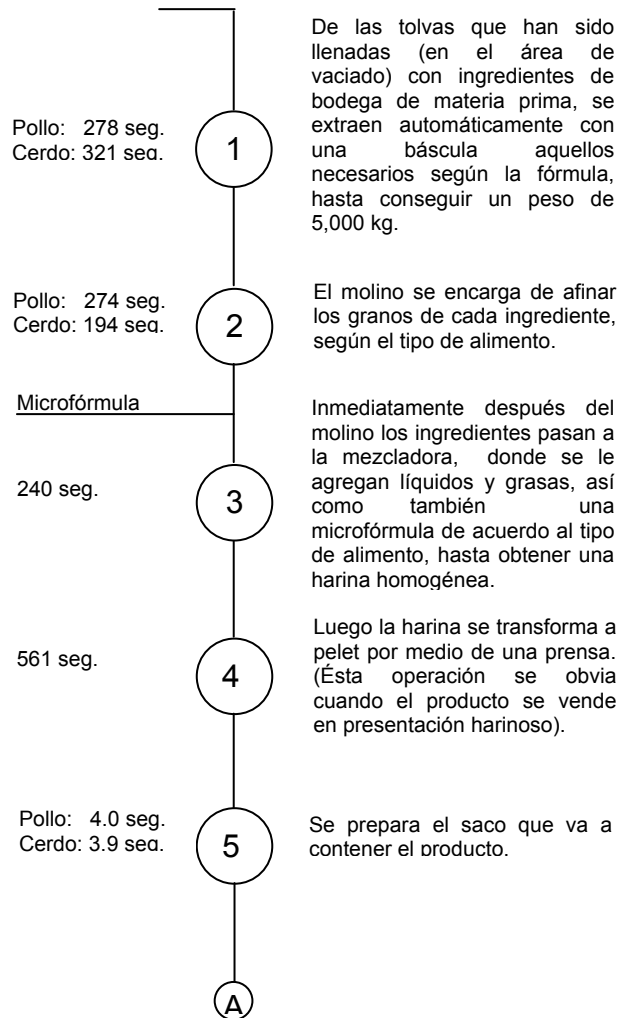 De las tolvas que han sido
llenadas (en el área de
vaciado) con ingredientes de
bodega de materia prima, se
extraen automáticamente con
una báscula aquellos
necesarios según la fórmula,
hasta conseguir un peso de
5,000 kg.
Pollo: 278 seg.
Cerdo: 321 seg.
1
Pollo: 274 seg.
Cerdo: 194 seg.
2
El molino se encarga de afinar
los granos de cada ingrediente,
según el tipo de alimento.
Microfórmula
240 seg.
3
Inmediatamente después del
molino los ingredientes pasan a
la mezcladora, donde se le
agregan líquidos y grasas, así
como también una
microfórmula de acuerdo al tipo
de alimento, hasta obtener una
harina homogénea.
561 seg.
4
Luego la harina se transforma a
pelet por medio de una prensa.
(Ésta operación se obvia
cuando el producto se vende
en presentación harinoso).
Pollo: 4.0 seg.
Cerdo: 3.9 seg.
5
Se prepara el saco que va a
contener el producto.
A